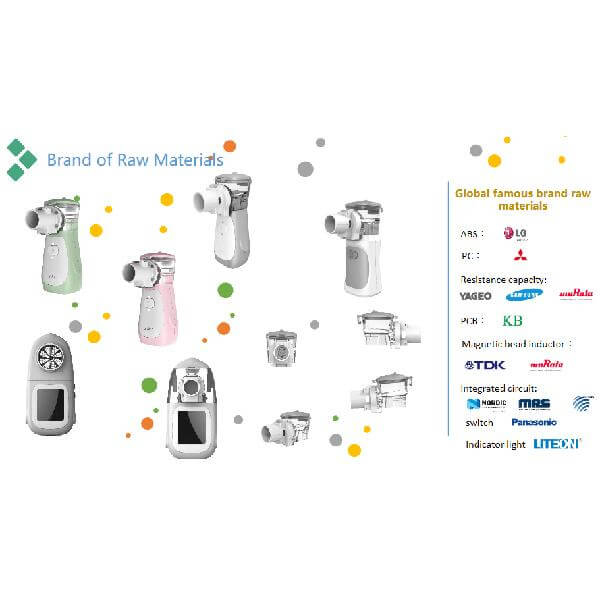 Brand of Raw Materials
Global famous brand raw
materials
ABS： LG
PC：
Resistance capacity:
YAGEO SAMSUNG muRata
PCB： KB
Magnetic bead inductor：
TDK muRata
Integrated circuit:
NORDIC
switch Panasonic
Indicator light LITEON